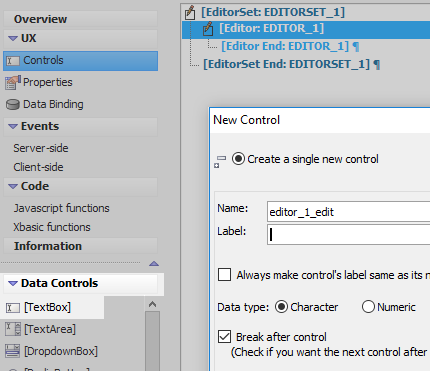 Overview
UX
Controls
Properties
Data Binding
Events
Server-side
Client-side
Code
Javascript functions
Xbasic functions
Information
Data Controls
[TextBox]
[TextArea]
[DropdownBox]
[EditorSet: EDITORSET_1]
[Editor: EDITOR_1]
[Editor End: EDITOR_1] ¶
[EditorSet End: EDITORSET_1] ¶
New Control
Create a single new control
Name: editor_1_edit
Label:
Always make control's label same as its n
Data type: Character Numeric
Break after control
(Check if you want the next control after